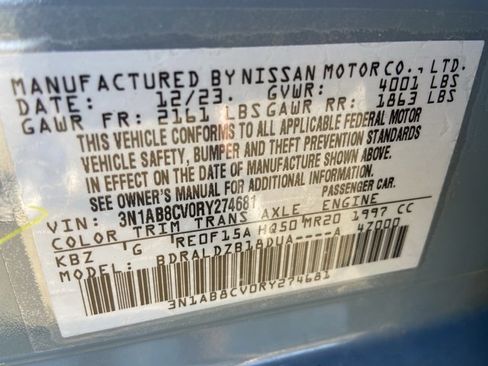 MANUFACTURED BY NISSAN MOTOR CO., LTD.
DATE: 12/23. GVWR: 4001 LBS
GAWR FR: 2161 LBS GAWR RR: 1863 LBS
THIS VEHICLE CONFORMS TO ALL APPLICABLE FEDERAL MOTOR
VEHICLE SAFETY, BUMPER AND THEFT PREVENTION STANDARDS
IN EFFECT ON THE DATE OF MANUFACTURE SHOWN ABOVE.
SEE OWNER'S MANUAL FOR ADDITIONAL INFORMATION.
VIN: 3N1AB8CV0RY274681 PASSENGER CAR.
COLOR TRIM TRANS AXLE ENGINE
KBZ G RE0F15A HQ50 MR20 1997 CC
MODEL: BDRALDZB18DUA---A 47000
3N1AB8CV0RY274681